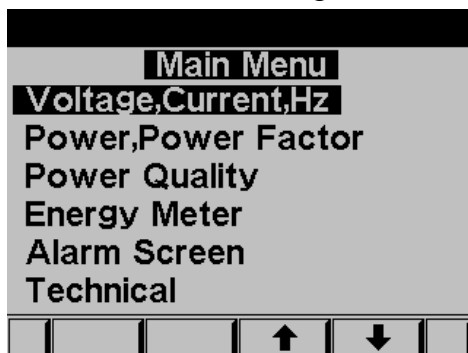 Main Menu
Voltage,Current,Hz
Power,Power Factor
Power Quality
Energy Meter
Alarm Screen
Technical